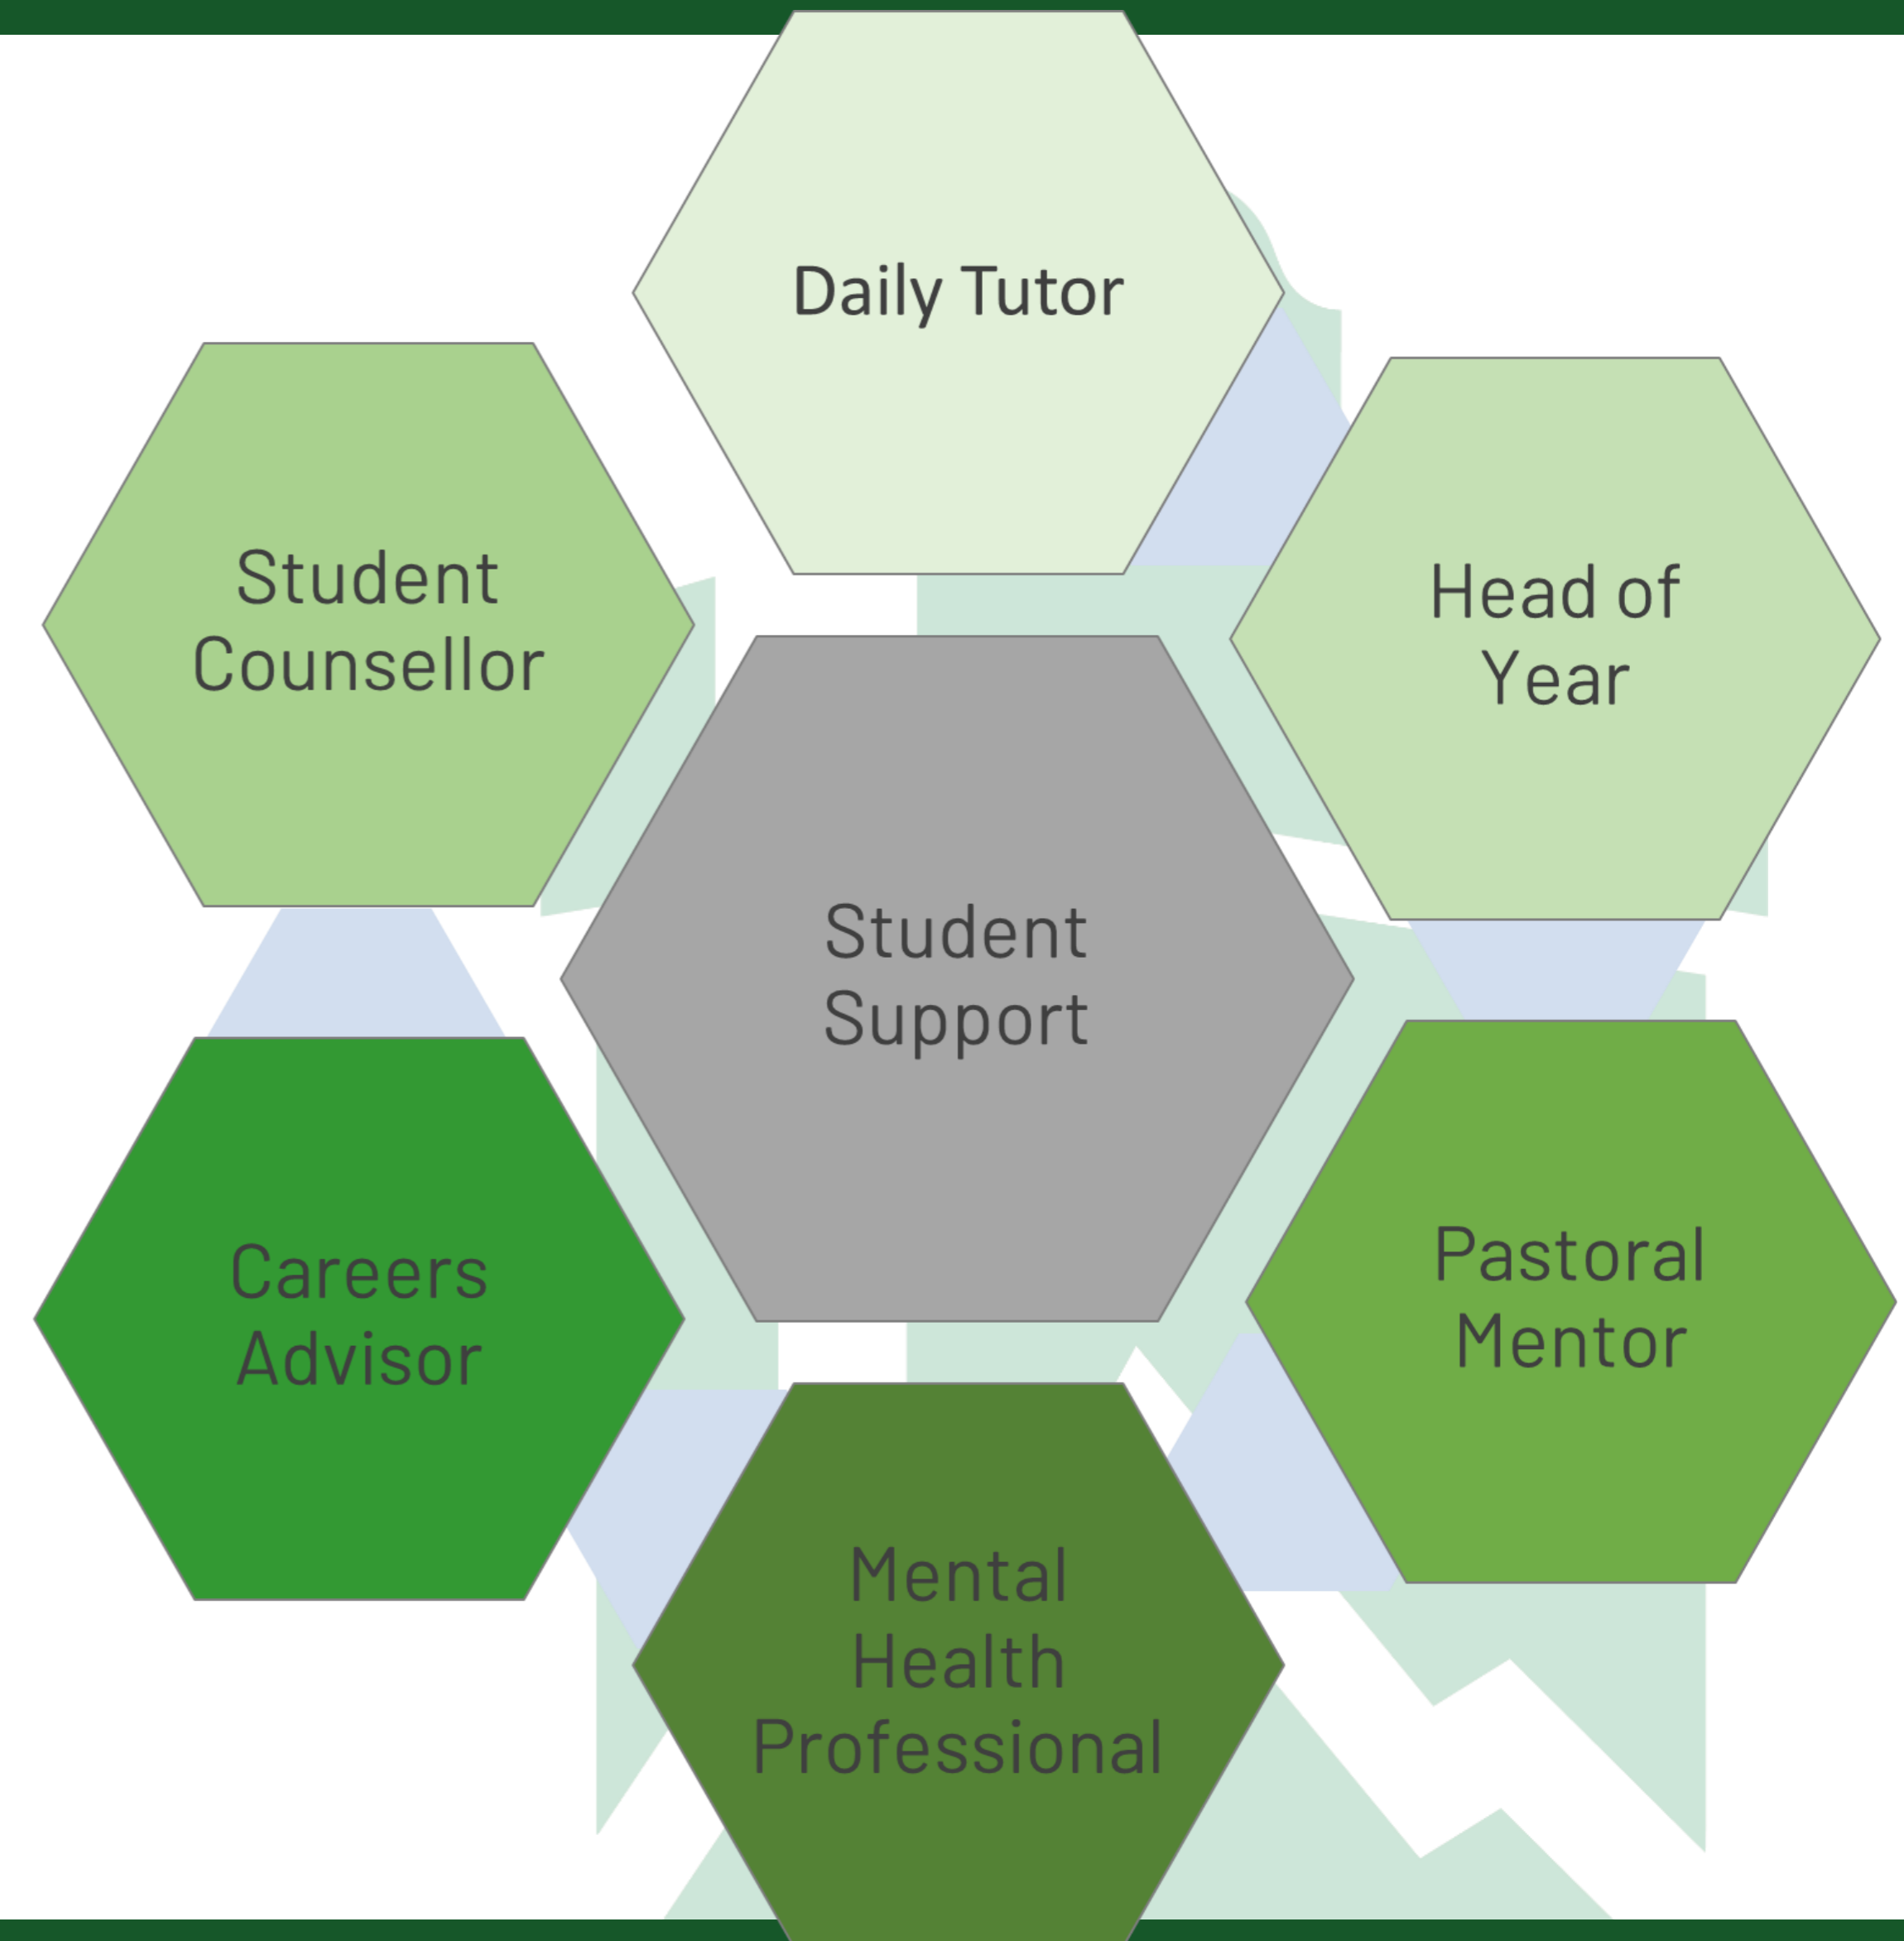 Daily Tutor
Student
Counsellor
Head of
Year
Student
Support
Careers
Advisor
Pastoral
Mentor
Mental
Health
Professional